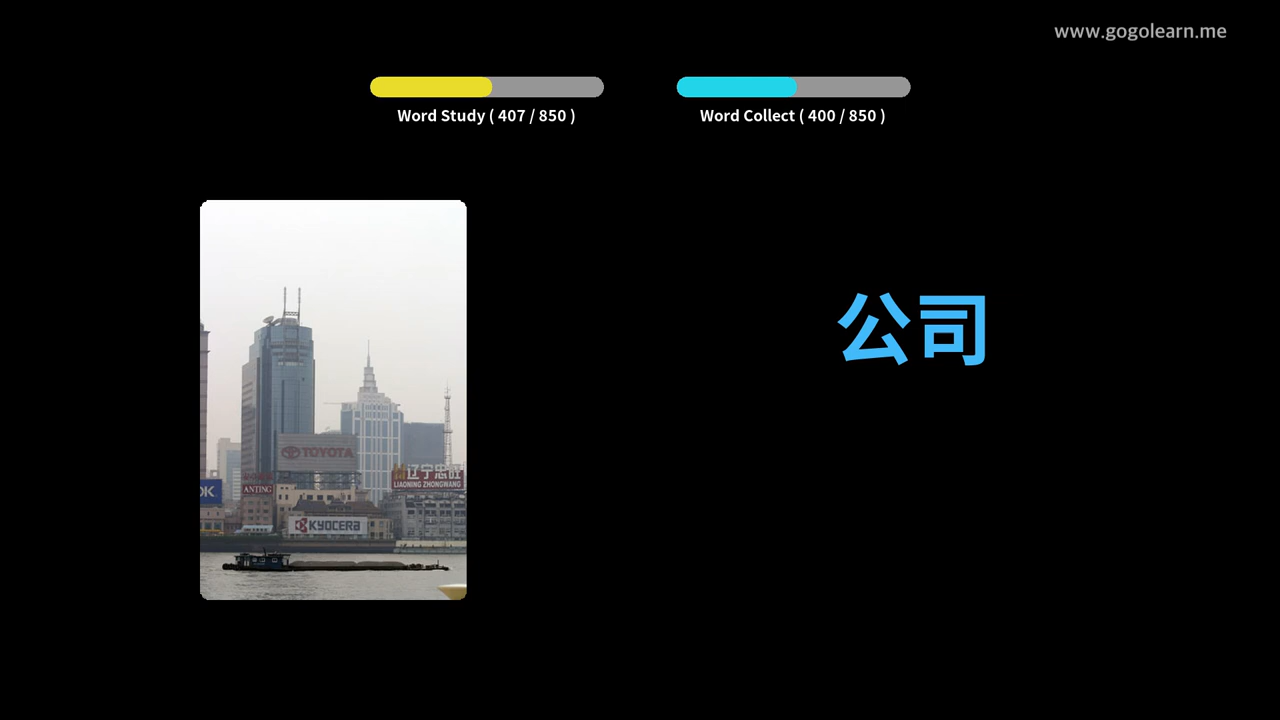 www.gogolearn.me
Word Study ( 407 / 850 )
Word Collect ( 400 / 850 )
公司
TOYOTA
辽宁忠旺
LIAONING ZHONGWANG
ANTING
OK
KYOCERA